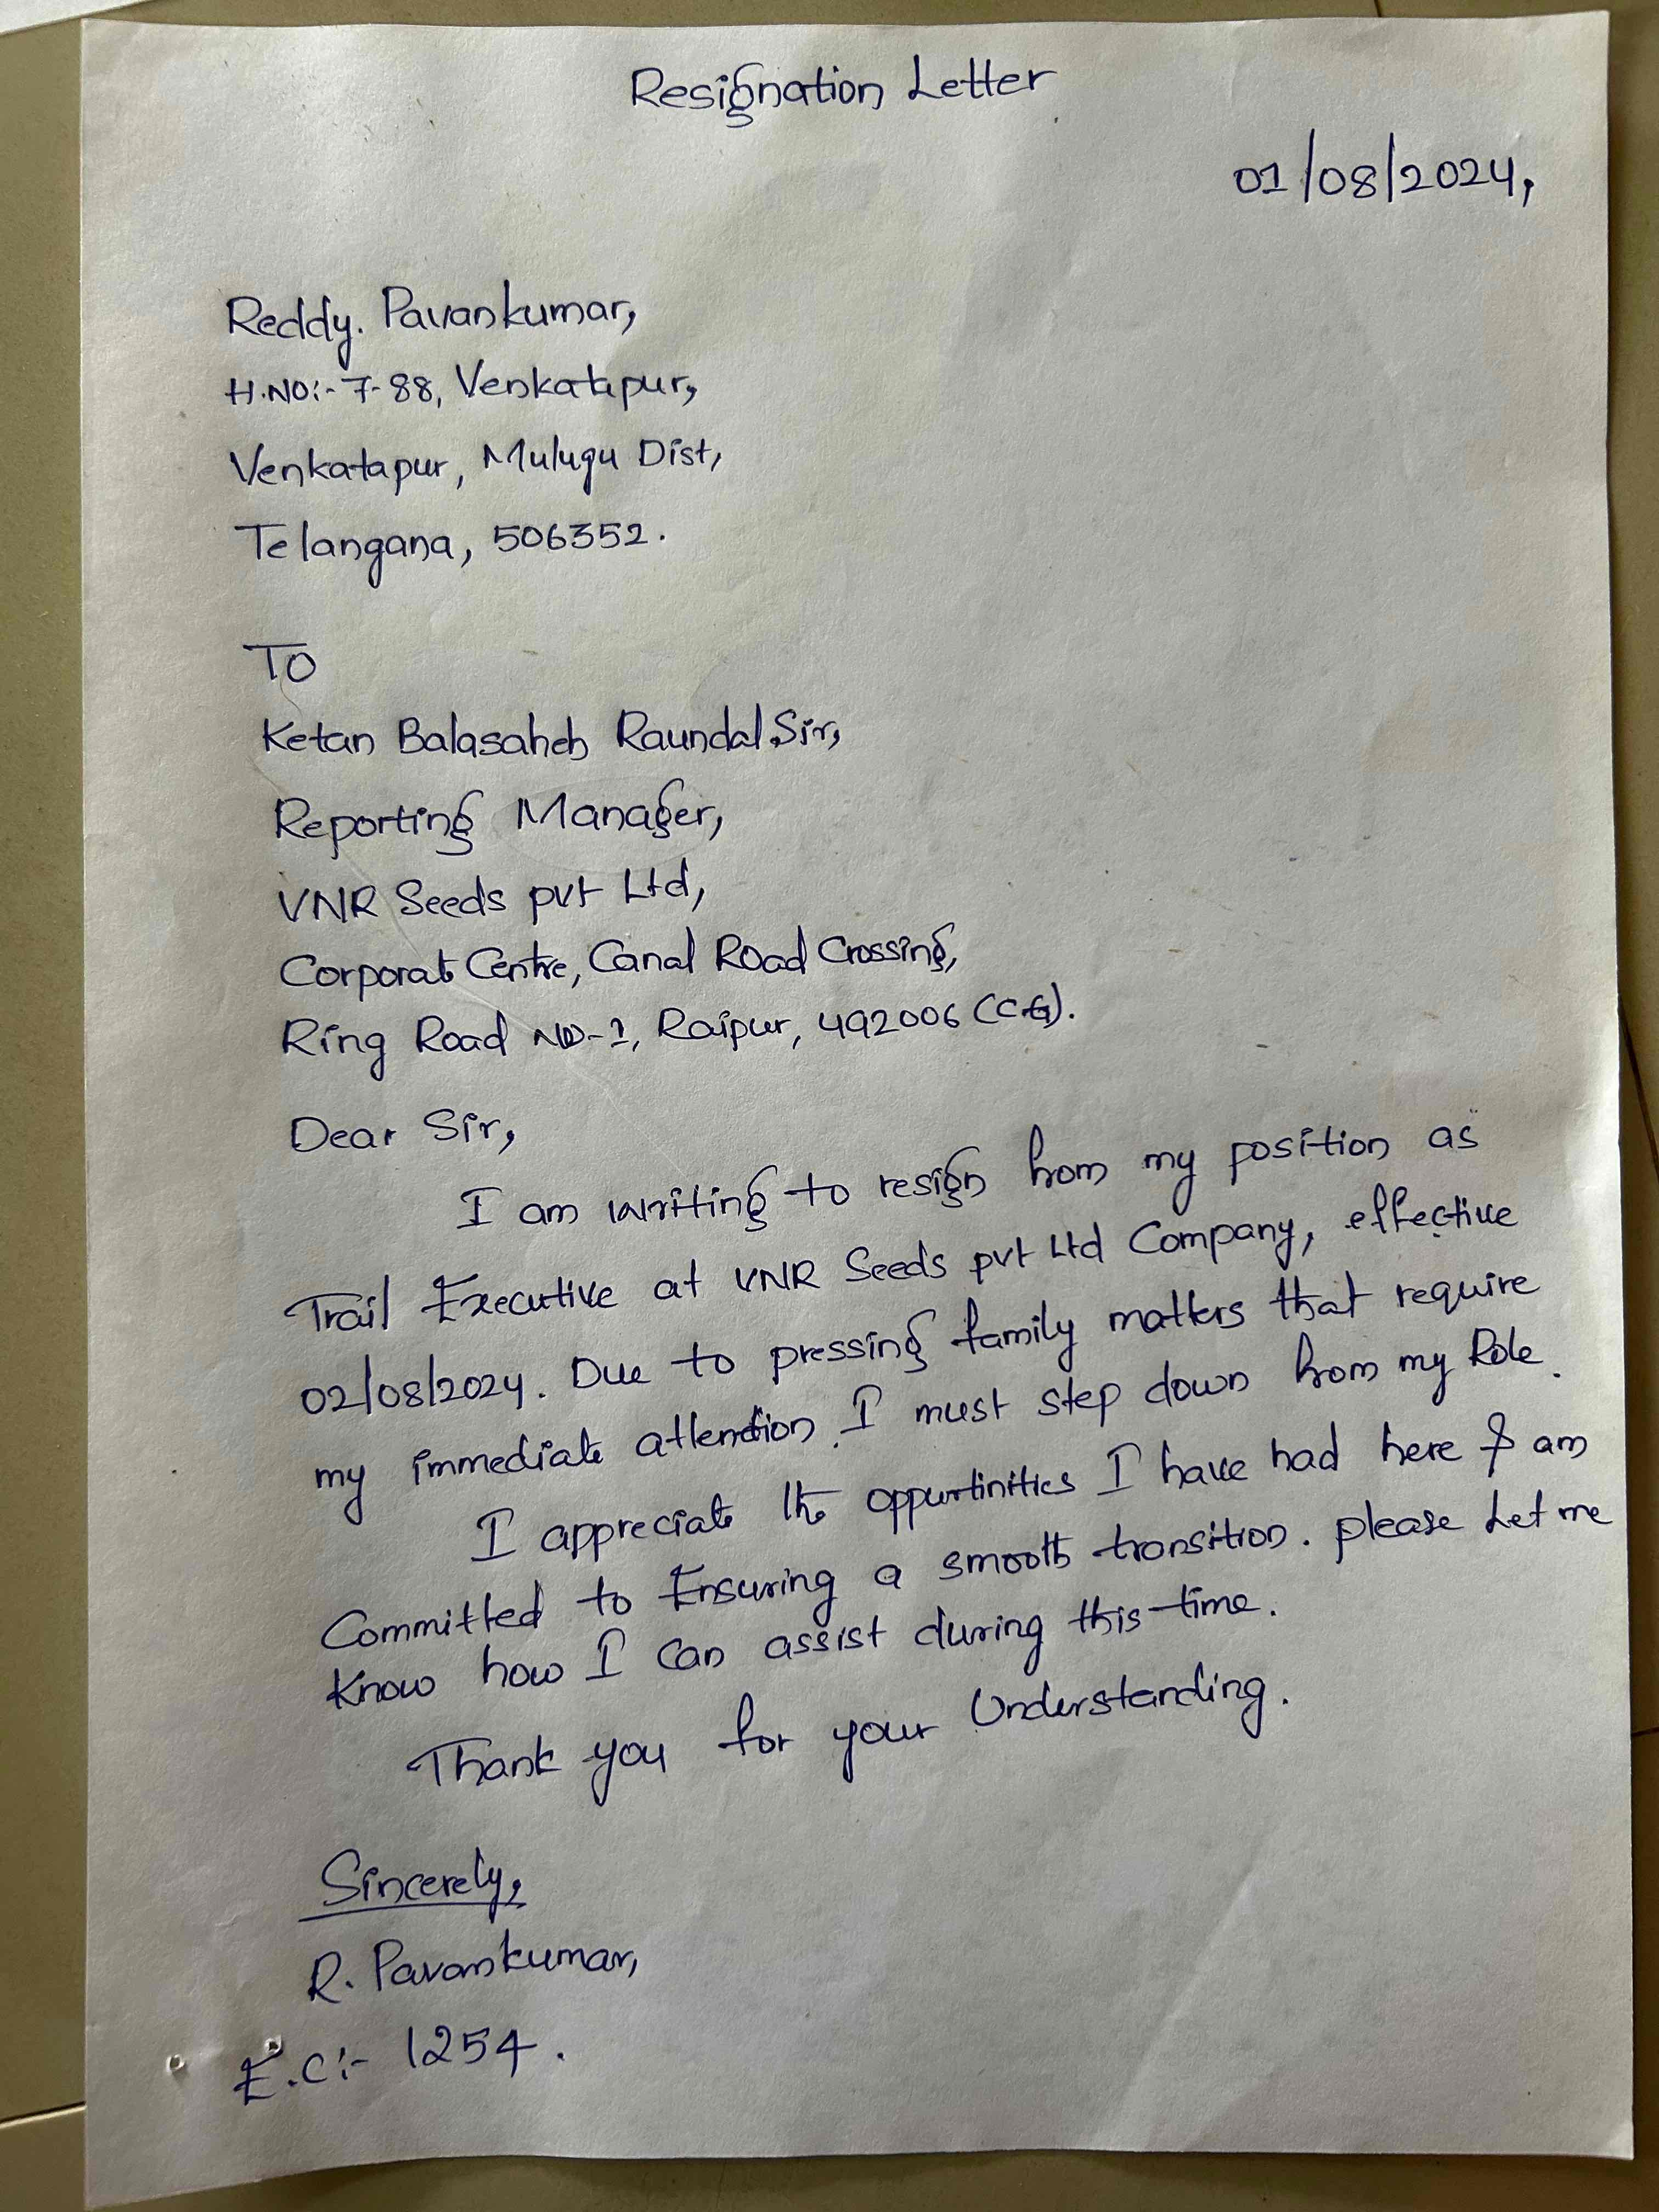 Resignation Letter
01/08/2024,
Reddy. Pavankumar,
H.NO:- 7-88, Venkatapur,
Venkatapur, Mulugu Dist,
Telangana, 506352.
TO
Ketan Balasaheb Raundal Sir,
Reporting Manager,
VNR Seeds pvt Ltd,
Corporate Centre, Canal Road Crossing,
Ring Road NO-1, Raipur, 492006 (C.G).
Dear Sir,
I am writing to resign from my position as
Trail Executive at VNR Seeds pvt Ltd Company, effective
02/08/2024. Due to pressing family matters that require
my immediate attention. I must step down from my Role.
I appreciate the oppurtinities I have had here & am
Committed to Ensuring a smooth transition. please Let me
Know how I Can assist during this time.
Thank you for your Understanding.
Sincerely,
R. Pavankumar,
E.C:- 1254.